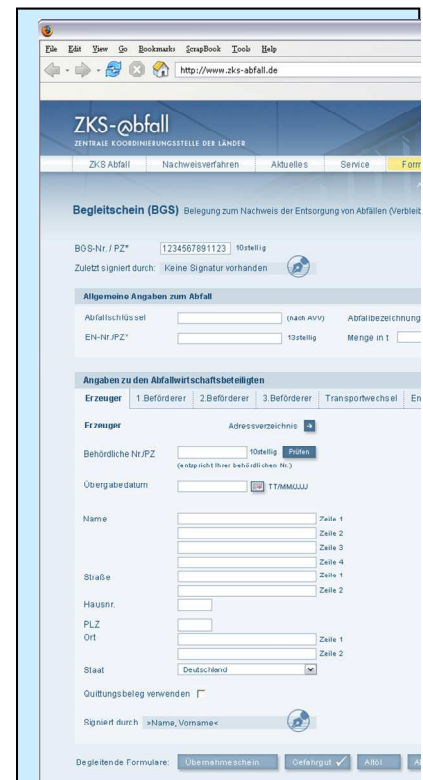 File Edit View Go Bookmarks ScrapBook Tools Help
http://www.zks-abfall.de
ZKS-abfall
ZENTRALE KOORDINIERUNGSSTELLE DER LÄNDER
ZKS Abfall Nachweisverfahren Aktuelles Service Form
Begleitschein (BGS) Belegung zum Nachweis der Entsorgung von Abfällen (Verbleib
BGS-Nr. / PZ* 1234567891123 10stellig
Zuletzt signiert durch: Keine Signatur vorhanden
Allgemeine Angaben zum Abfall
Abfallschlüssel (nach AVV) Abfallbezeichnung
EN-Nr./PZ* 13stellig Menge in t
Angaben zu den Abfallwirtschaftsbeteiligten
Erzeuger 1.Beförderer 2.Beförderer 3.Beförderer Transportwechsel En
Erzeuger Adressverzeichnis
Behördliche Nr./PZ 10stellig Prüfen
(entspricht Ihrer behördlichen Nr.)
Übergabedatum TT/MM/JJJJ
Name Zeile 1
Zeile 2
Zeile 3
Zeile 4
Straße Zeile 1
Zeile 2
Hausnr.
PLZ
Ort Zeile 1
Zeile 2
Staat Deutschland
Quittungsbeleg verwenden
Signiert durch >Name, Vorname<
Begleitende Formulare: Übernahmeschein Gefahrgut Altöl